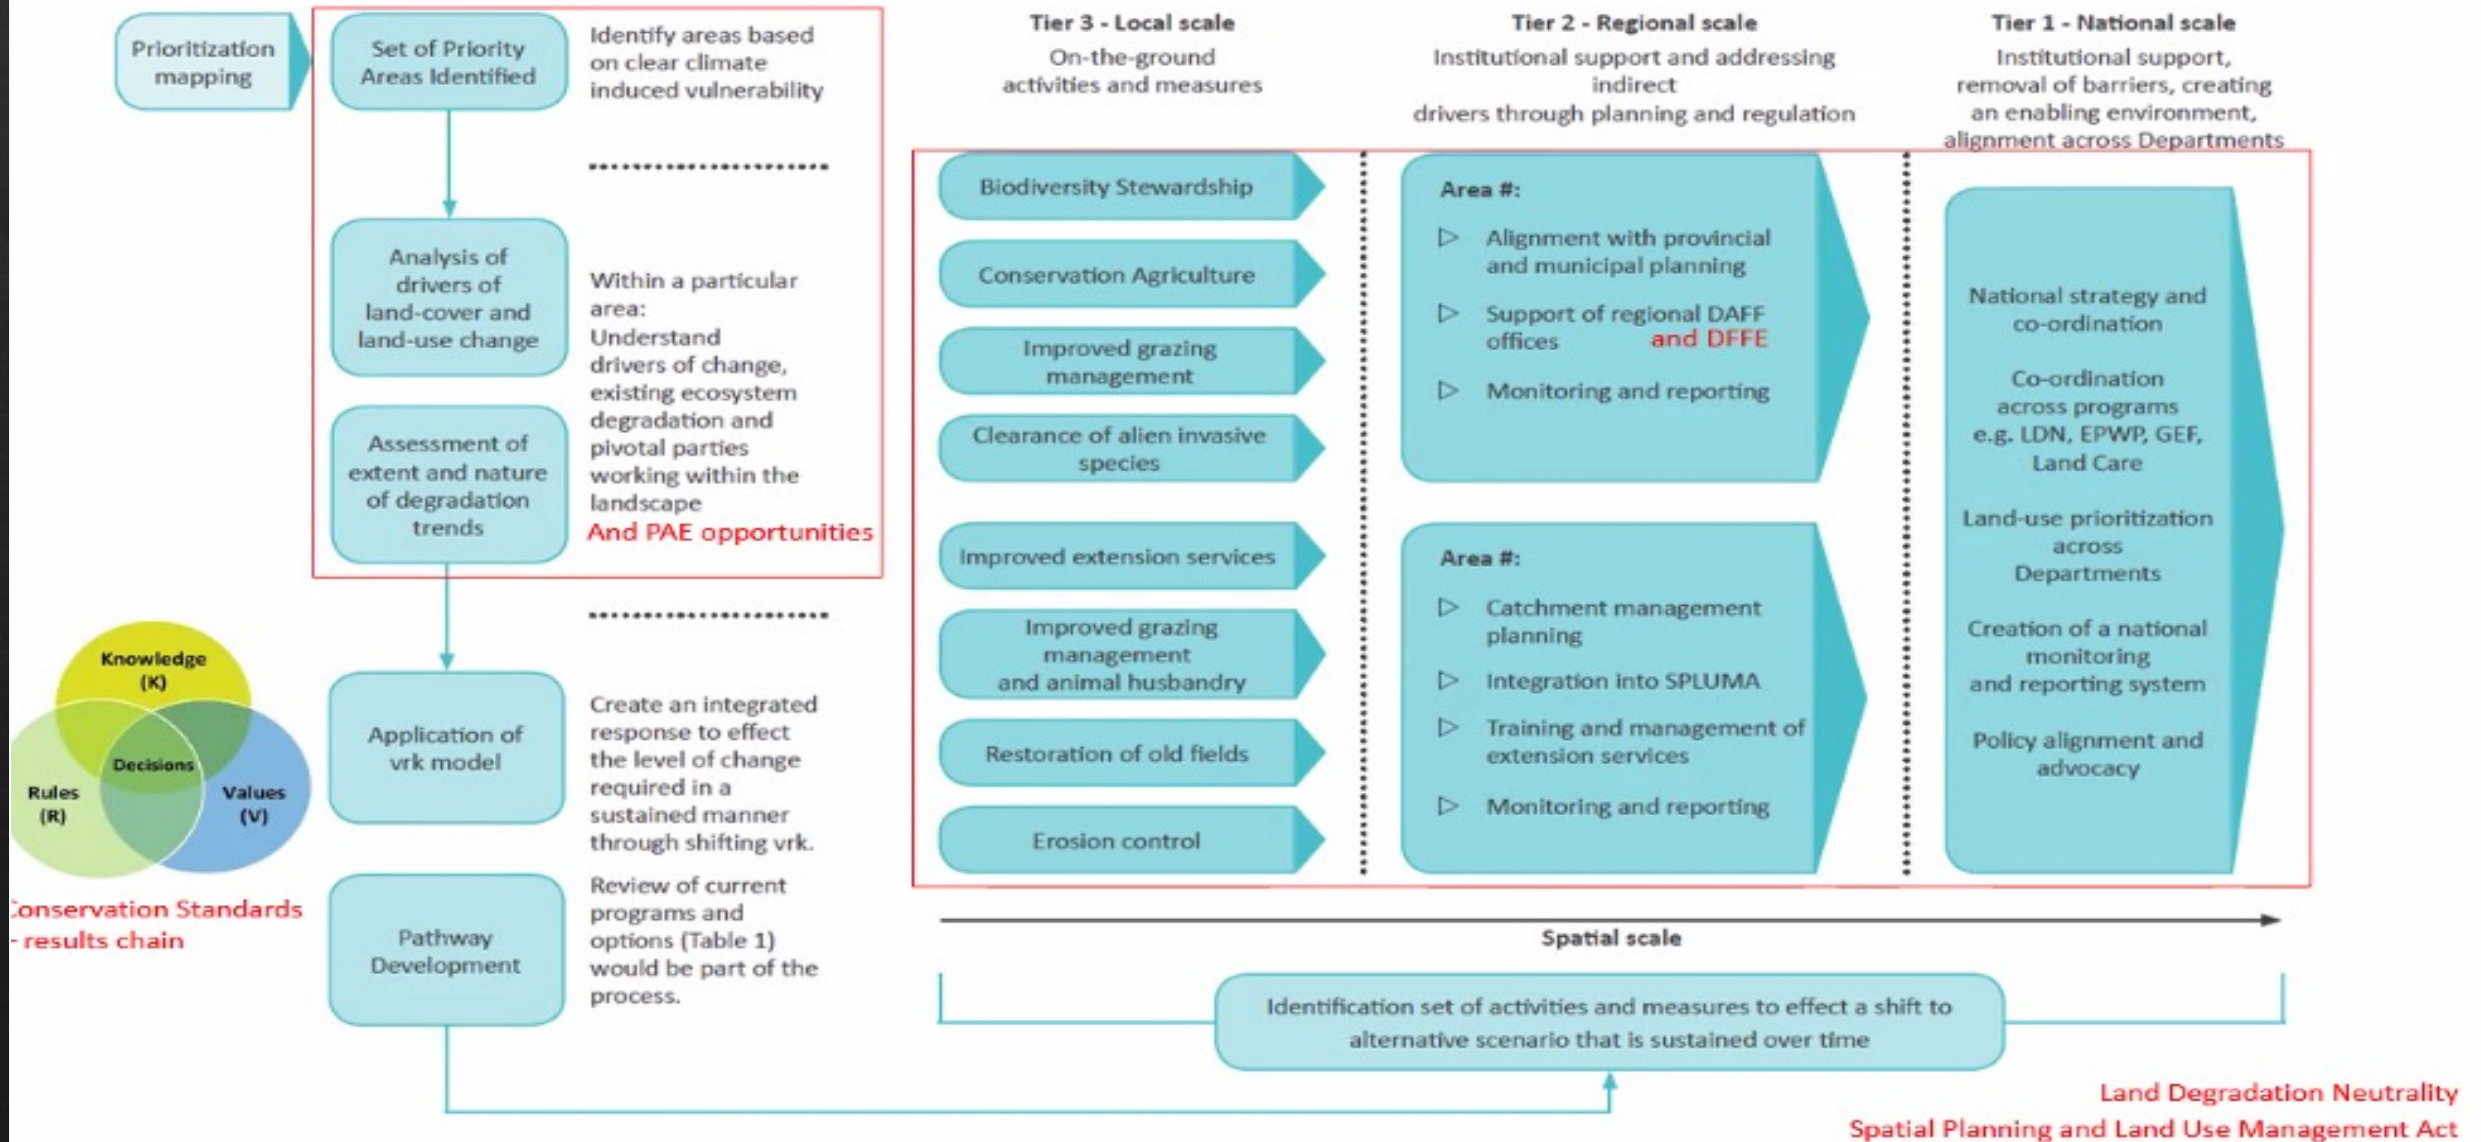 Prioritization
mapping
Set of Priority
Areas Identified
Identify areas based
on clear climate
induced vulnerability
Analysis of
drivers of
land-cover and
land-use change
Assessment of
extent and nature
of degradation
trends
Within a particular
area:
Understand
drivers of change,
existing ecosystem
degradation and
pivotal parties
working within the
landscape
And PAE opportunities
Knowledge
(K)
Decisions
Rules
(R)
Values
(V)
onservation Standards
- results chain
Application of
vrk model
Create an integrated
response to effect
the level of change
required in a
sustained manner
through shifting vrk.
Pathway
Development
Review of current
programs and
options (Table 1)
would be part of the
process.
Tier 3 - Local scale
On-the-ground
activities and measures
Biodiversity Stewardship
Conservation Agriculture
Improved grazing
management
Clearance of alien invasive
species
Improved extension services
Improved grazing
management
and animal husbandry
Restoration of old fields
Erosion control
Tier 2 - Regional scale
Institutional support and addressing
indirect
drivers through planning and regulation
Area #:
Alignment with provincial
and municipal planning
Support of regional DAFF
offices and DFFE
Monitoring and reporting
Area #:
Catchment management
planning
Integration into SPLUMA
Training and management of
extension services
Monitoring and reporting
Tier 1 - National scale
Institutional support,
removal of barriers, creating
an enabling environment,
alignment across Departments
National strategy and
co-ordination
Co-ordination
across programs
e.g. LDN, EPWP, GEF,
Land Care
Land-use prioritization
across
Departments
Creation of a national
monitoring
and reporting system
Policy alignment and
advocacy
Spatial scale
Identification set of activities and measures to effect a shift to
alternative scenario that is sustained over time
Land Degradation Neutrality
Spatial Planning and Land Use Management Act